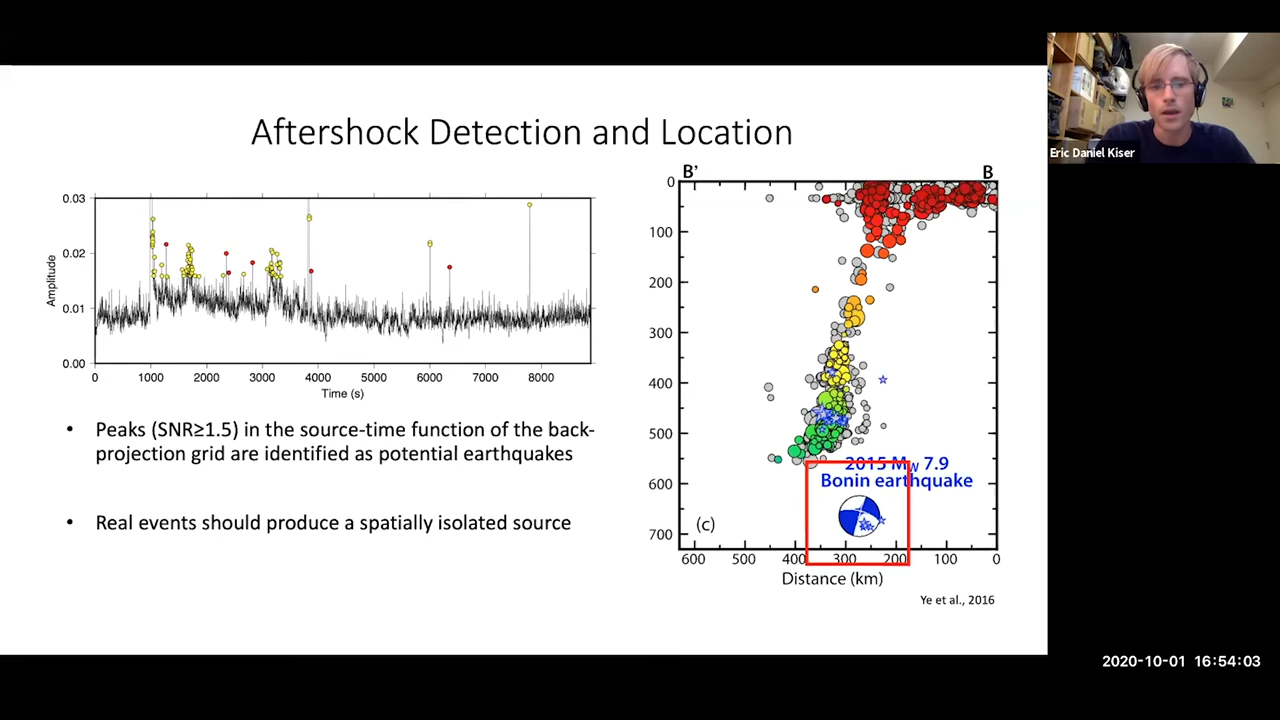 Aftershock Detection and Location
Eric Daniel Kiser
0.03
0.02
0.01
0.00
Amplitude
0 1000 2000 3000 4000 5000 6000 7000 8000
Time (s)
• Peaks (SNR≥1.5) in the source-time function of the back-
projection grid are identified as potential earthquakes
• Real events should produce a spatially isolated source
B’ B
0
100
200
300
400
500
600
700
2015 MW 7.9
Bonin earthquake
(c)
600 500 400 300 200 100 0
Distance (km)
Ye et al., 2016
2020-10-01 16:54:03